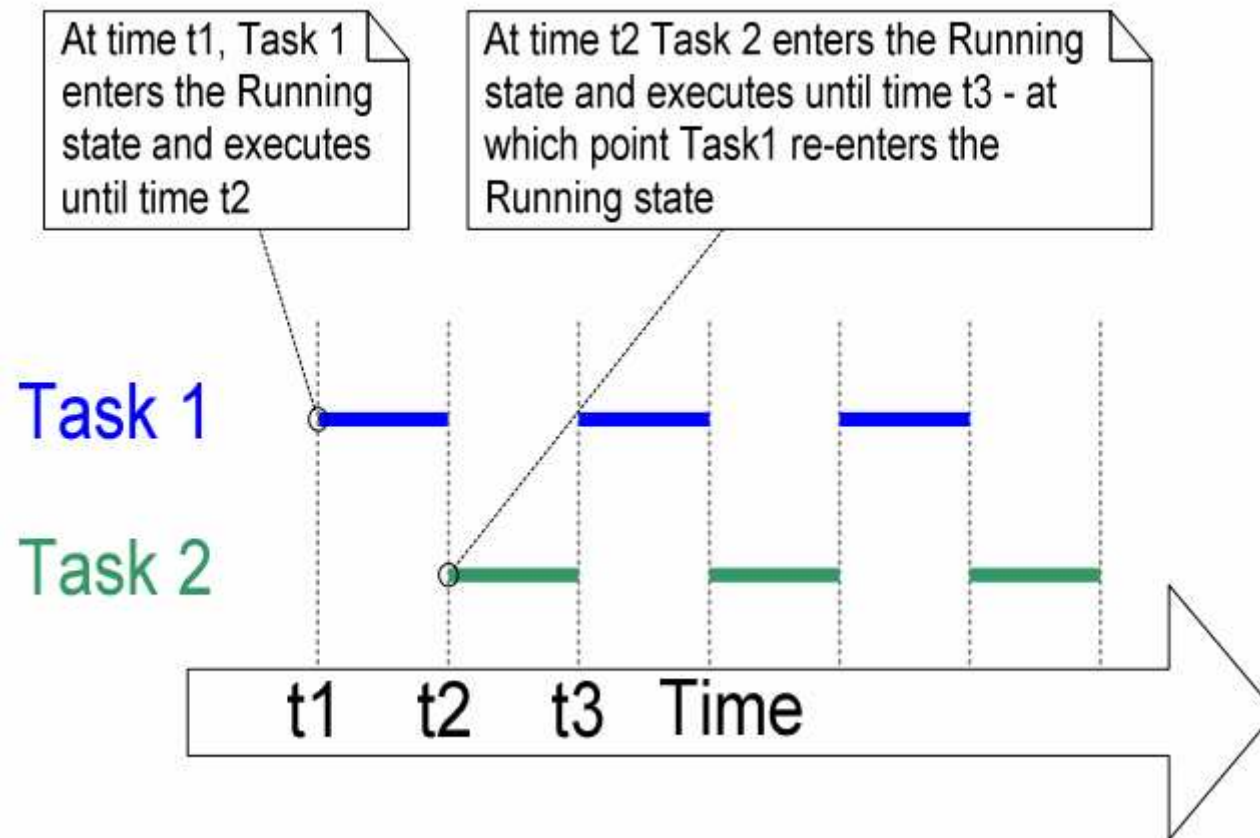 At time t1, Task 1
enters the Running
state and executes
until time t2
At time t2 Task 2 enters the Running
state and executes until time t3 - at
which point Task1 re-enters the
Running state
Task 1
Task 2
t1 t2 t3 Time